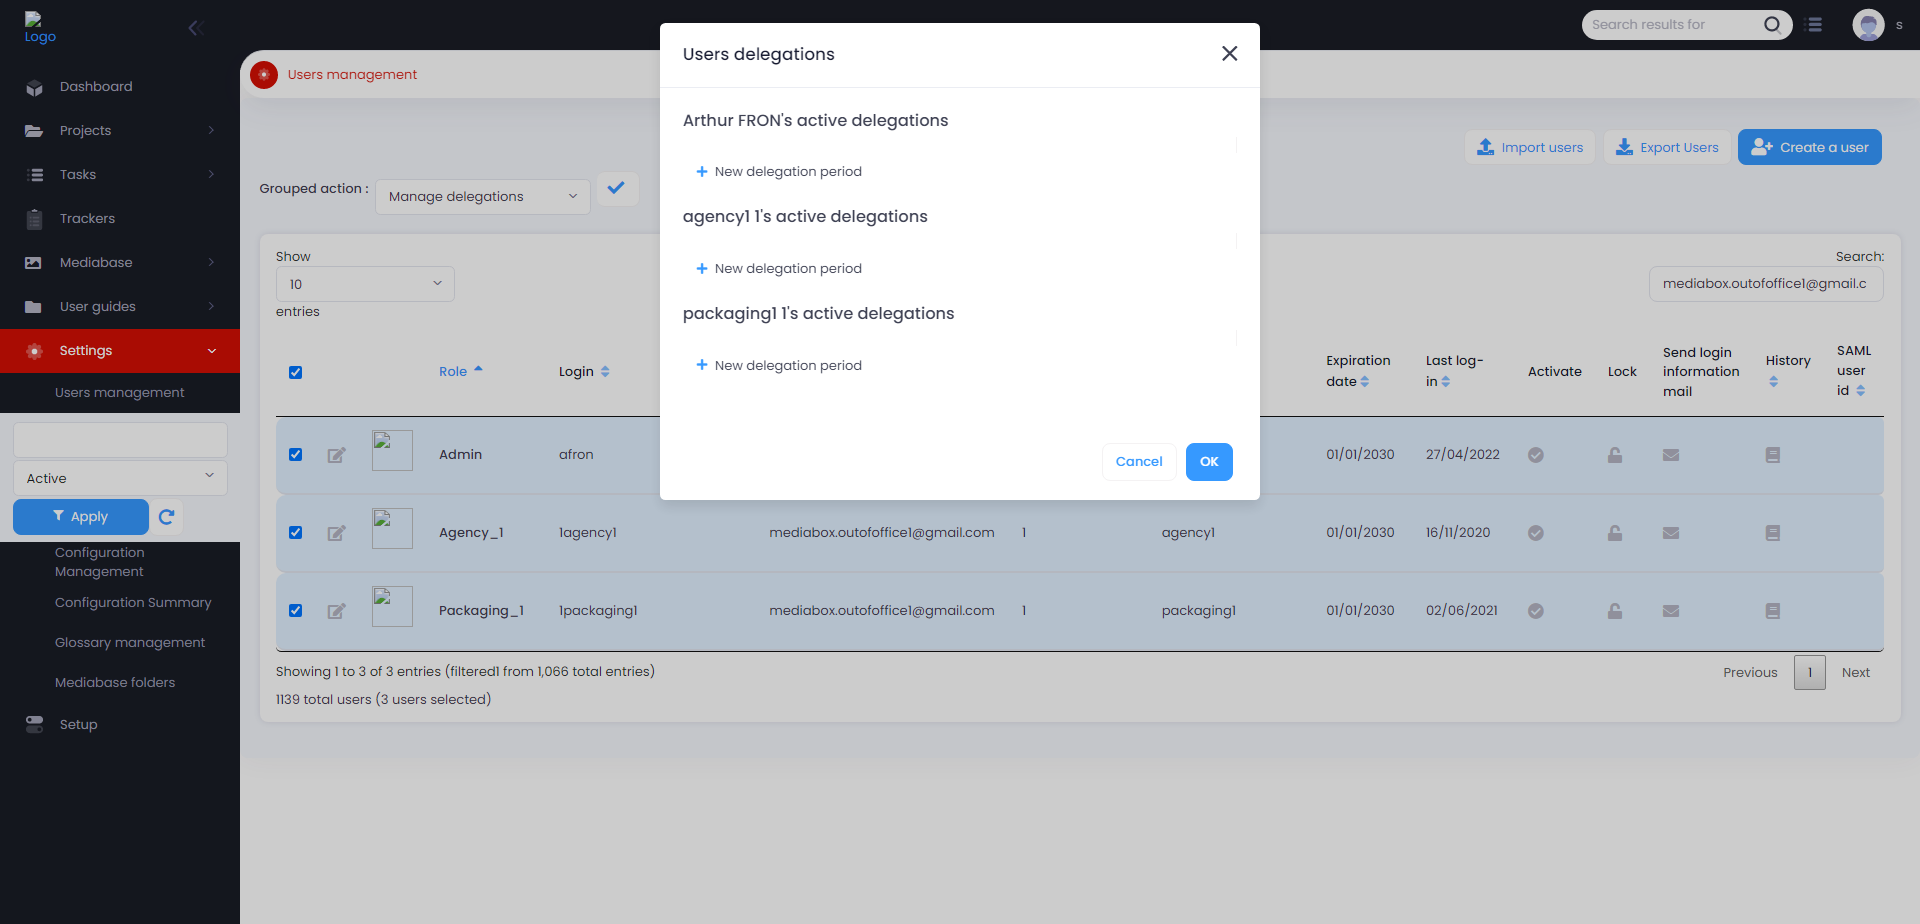 Logo
Dashboard
Projects
Tasks
Trackers
Mediabase
User guides
Settings
Users management
Active
Apply
Configuration
Management
Configuration Summary
Glossary management
Mediabase folders
Setup
Search results for
s
Users management
Import users
Export Users
Create a user
Grouped action :
Manage delegations
Show
10
entries
Search:
mediabox.outofoffice1@gmail.c
Role
Login
Expiration
date
Last log-
in
Activate
Lock
Send login
information
mail
History
SAML
user
id
Admin
afron
01/01/2030
27/04/2022
Agency_1
1agency1
mediabox.outofoffice1@gmail.com
1
agency1
01/01/2030
16/11/2020
Packaging_1
1packaging1
mediabox.outofoffice1@gmail.com
1
packaging1
01/01/2030
02/06/2021
Showing 1 to 3 of 3 entries (filtered1 from 1,066 total entries)
1139 total users (3 users selected)
Previous
1
Next
Users delegations
Arthur FRON's active delegations
New delegation period
agency1 1's active delegations
New delegation period
packaging1 1's active delegations
New delegation period
Cancel
OK